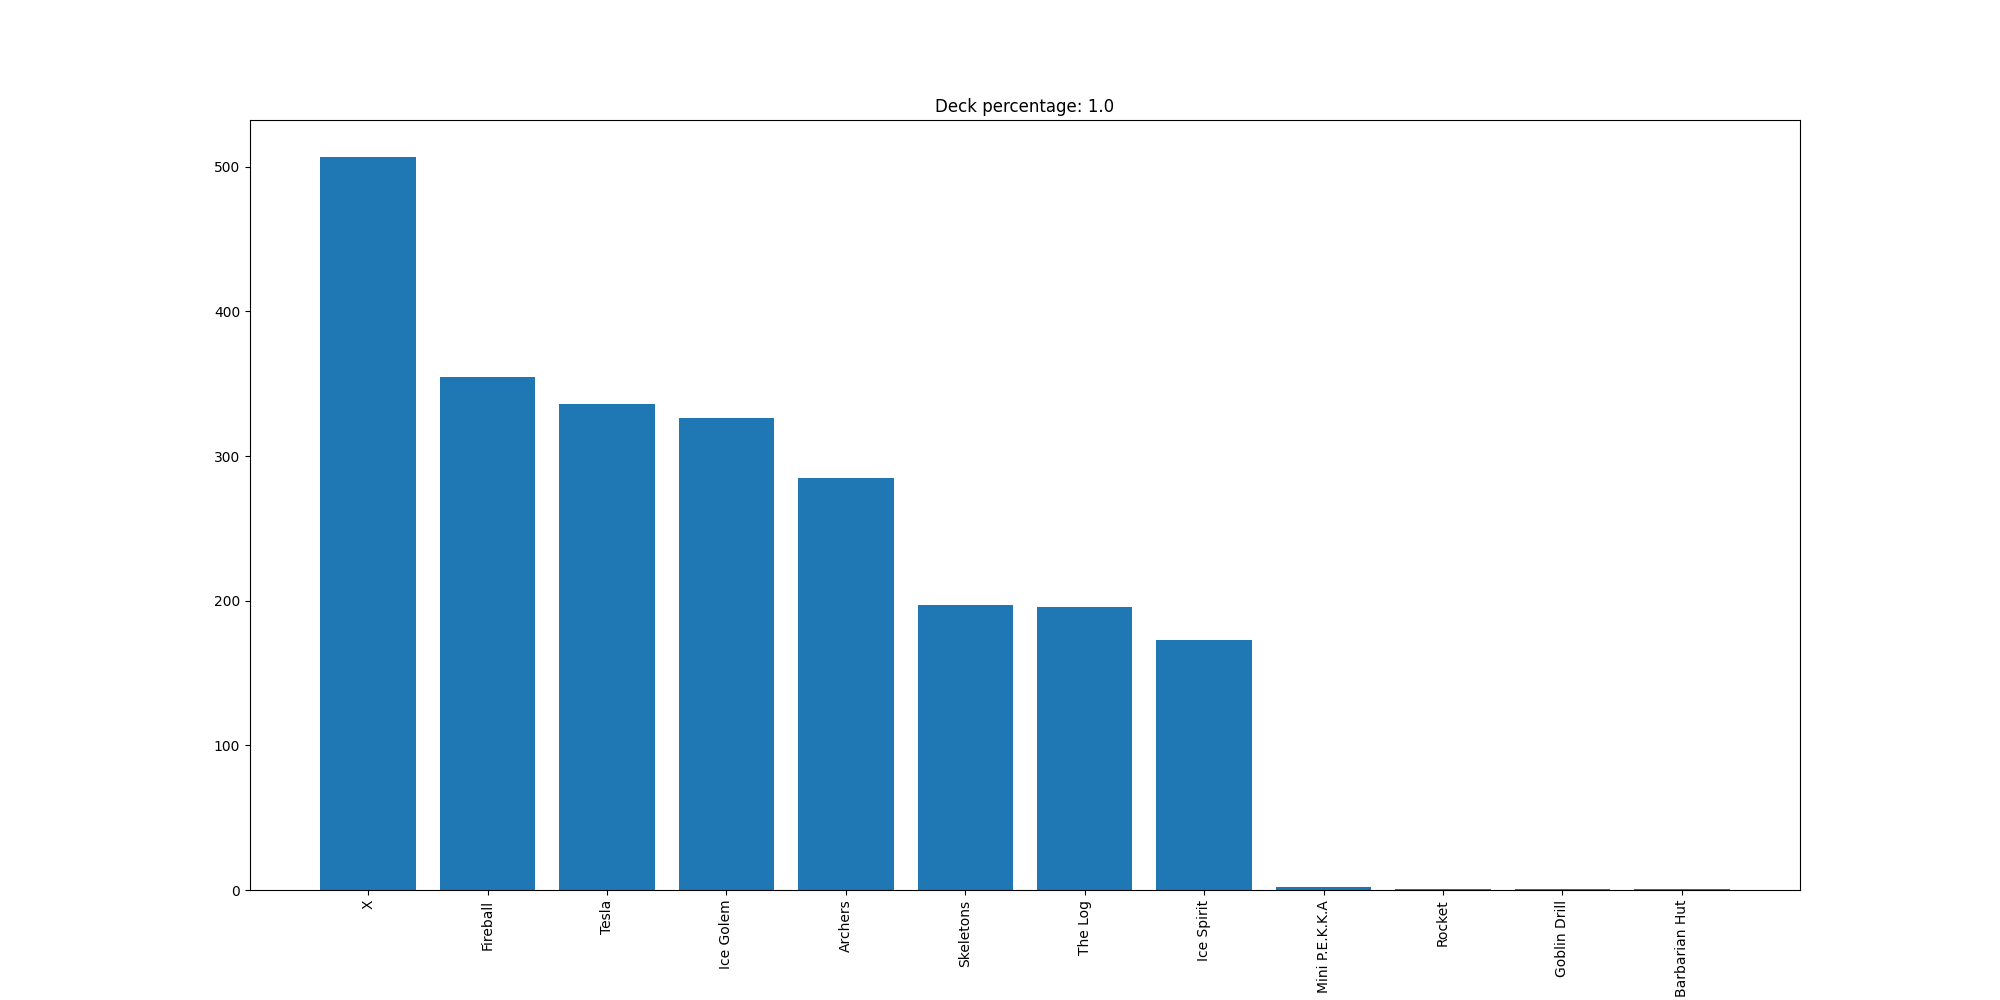 Deck percentage: 1.0
500
400
300
200
100
0
X
Fireball
Tesla
Ice Golem
Archers
Skeletons
The Log
Ice Spirit
Mini P.E.K.K.A
Rocket
Goblin Drill
Barbarian Hut